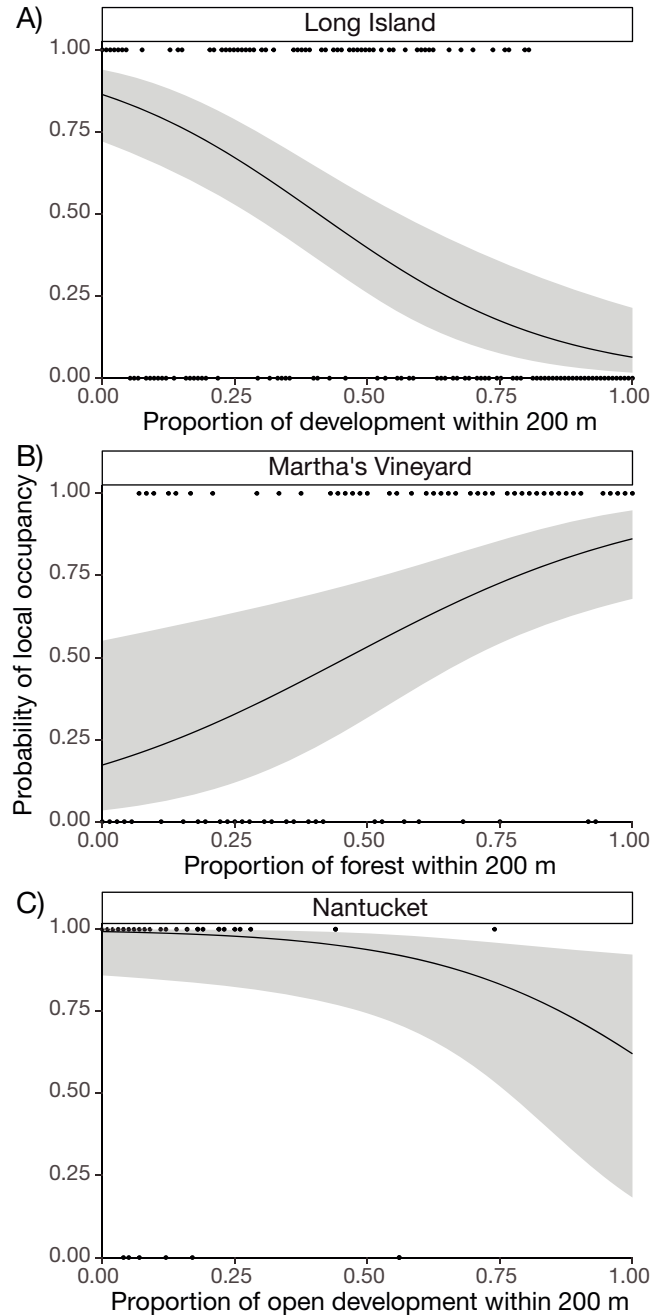 A)
Long Island
1.00
0.75
0.50
0.25
0.00
0.00 0.25 0.50 0.75 1.00
Proportion of development within 200 m
B)
Martha's Vineyard
Probability of local occupancy
1.00
0.75
0.50
0.25
0.00
0.00 0.25 0.50 0.75 1.00
Proportion of forest within 200 m
C)
Nantucket
1.00
0.75
0.50
0.25
0.00
0.00 0.25 0.50 0.75 1.00
Proportion of open development within 200 m